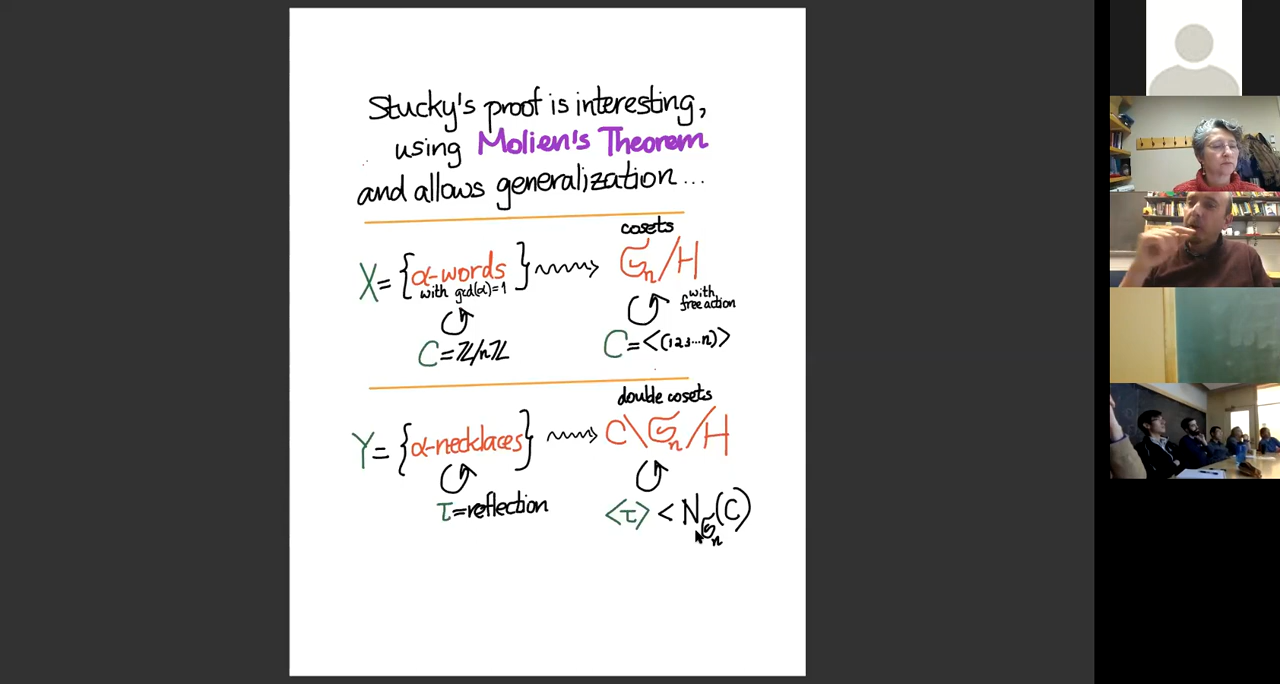 Stucky's proof is interesting,
using Molien's Theorem
and allows generalization...
cosets
X = {α-words with gcd(α)=1} ⇝ 𝔖ₙ/H
with free action
C = ℤ/nℤ
C = <(123...n)>
double cosets
Y = {α-necklaces} ⇝ C\𝔖ₙ/H
τ = reflection
<τ> < N_𝔖ₙ(C)